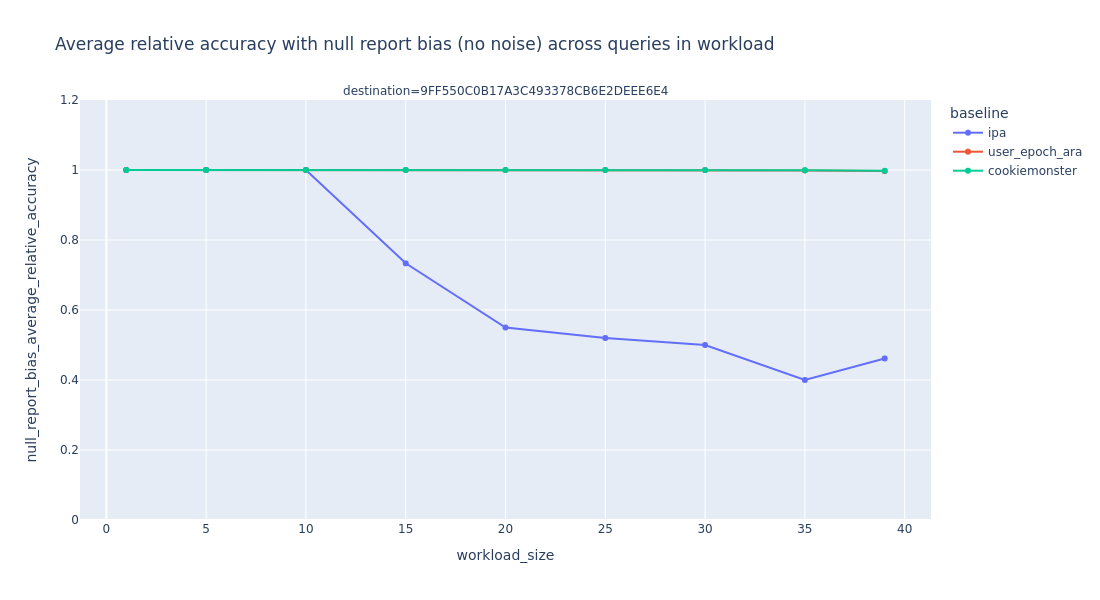 Average relative accuracy with null report bias (no noise) across queries in workload
destination=9FF550C0B17A3C493378CB6E2DEEE6E4
baseline
ipa
user_epoch_ara
cookiemonster
null_report_bias_average_relative_accuracy
1.2
1
0.8
0.6
0.4
0.2
0
0 5 10 15 20 25 30 35 40
workload_size